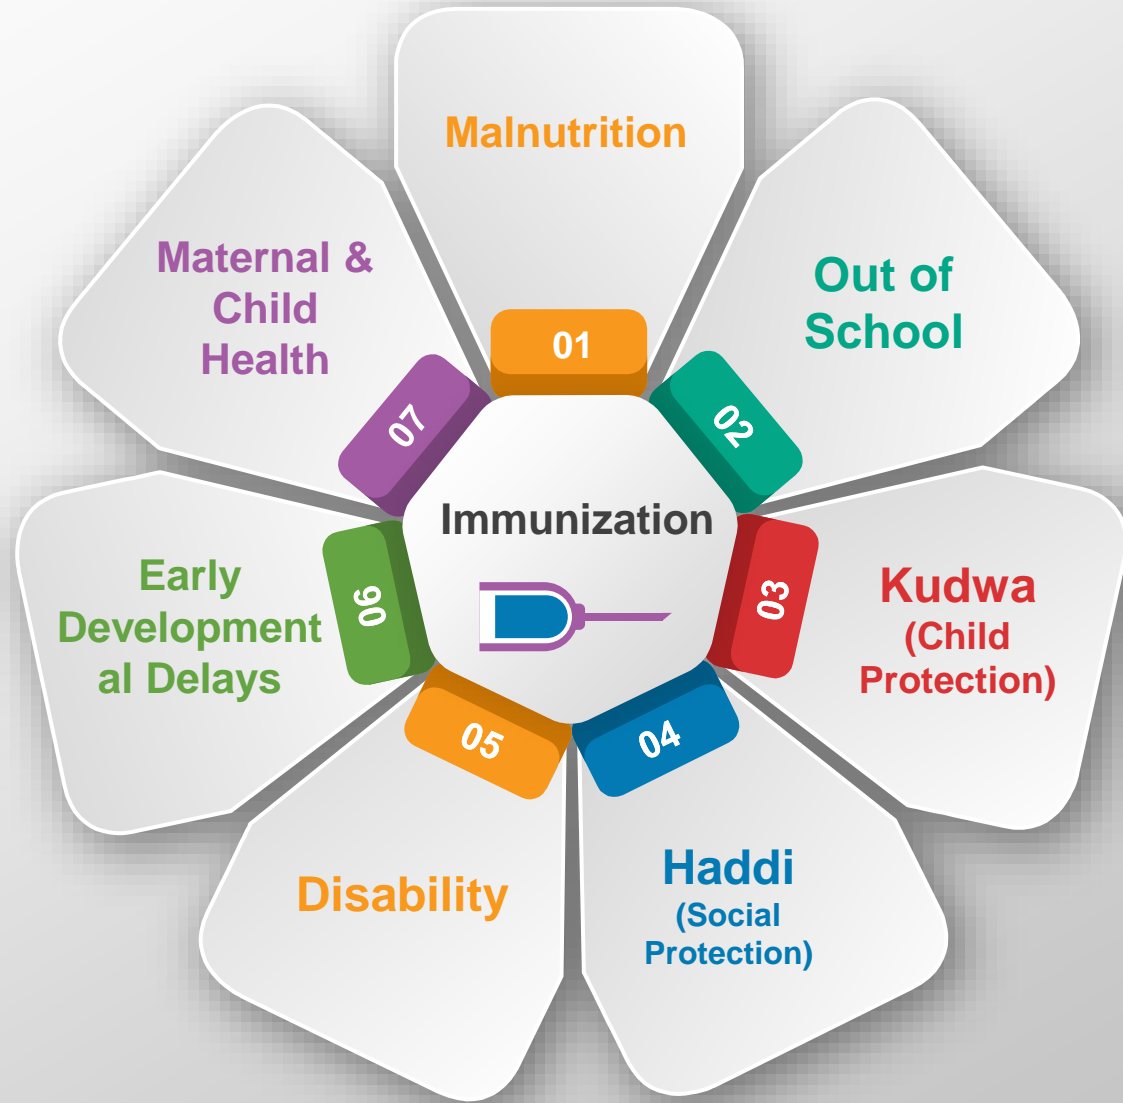 Malnutrition
01
Out of
School
02
Kudwa
(Child
Protection)
03
Haddi
(Social
Protection)
04
Disability
05
Early
Development
al Delays
06
Maternal &
Child
Health
07
Immunization